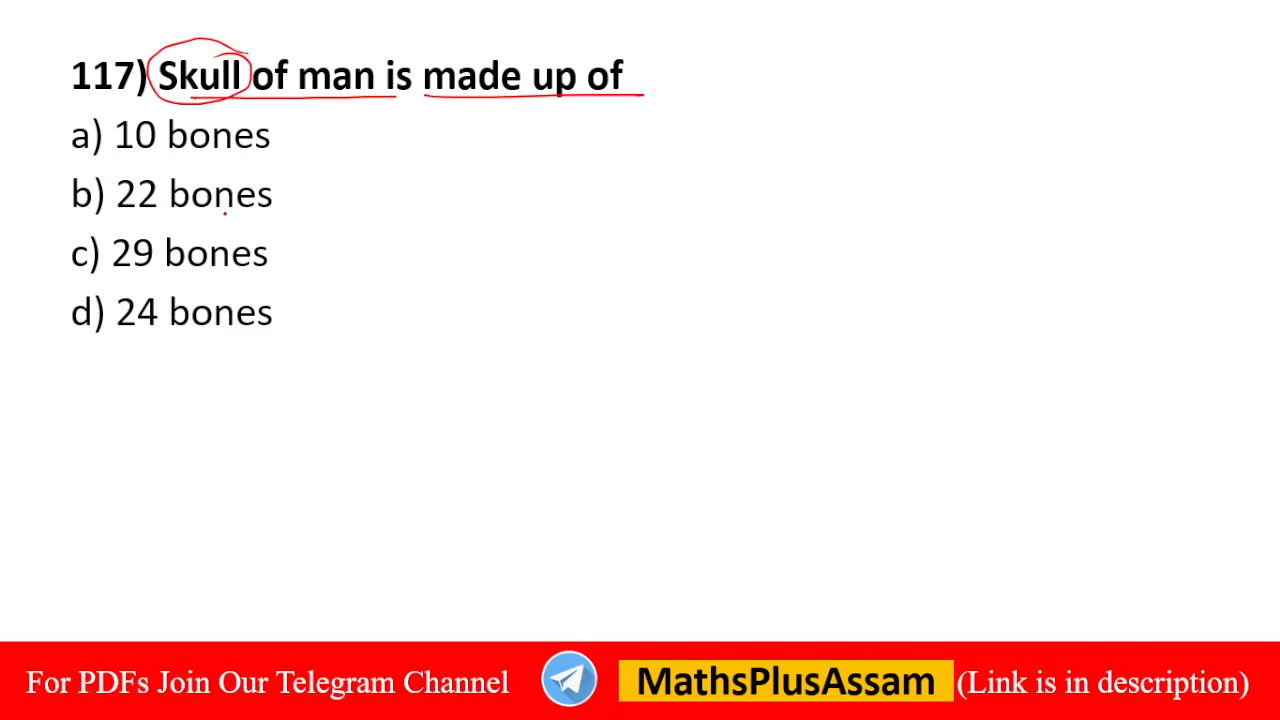 117) Skull of man is made up of
a) 10 bones
b) 22 bones
c) 29 bones
d) 24 bones
For PDFs Join Our Telegram Channel MathsPlusAssam (Link is in description)